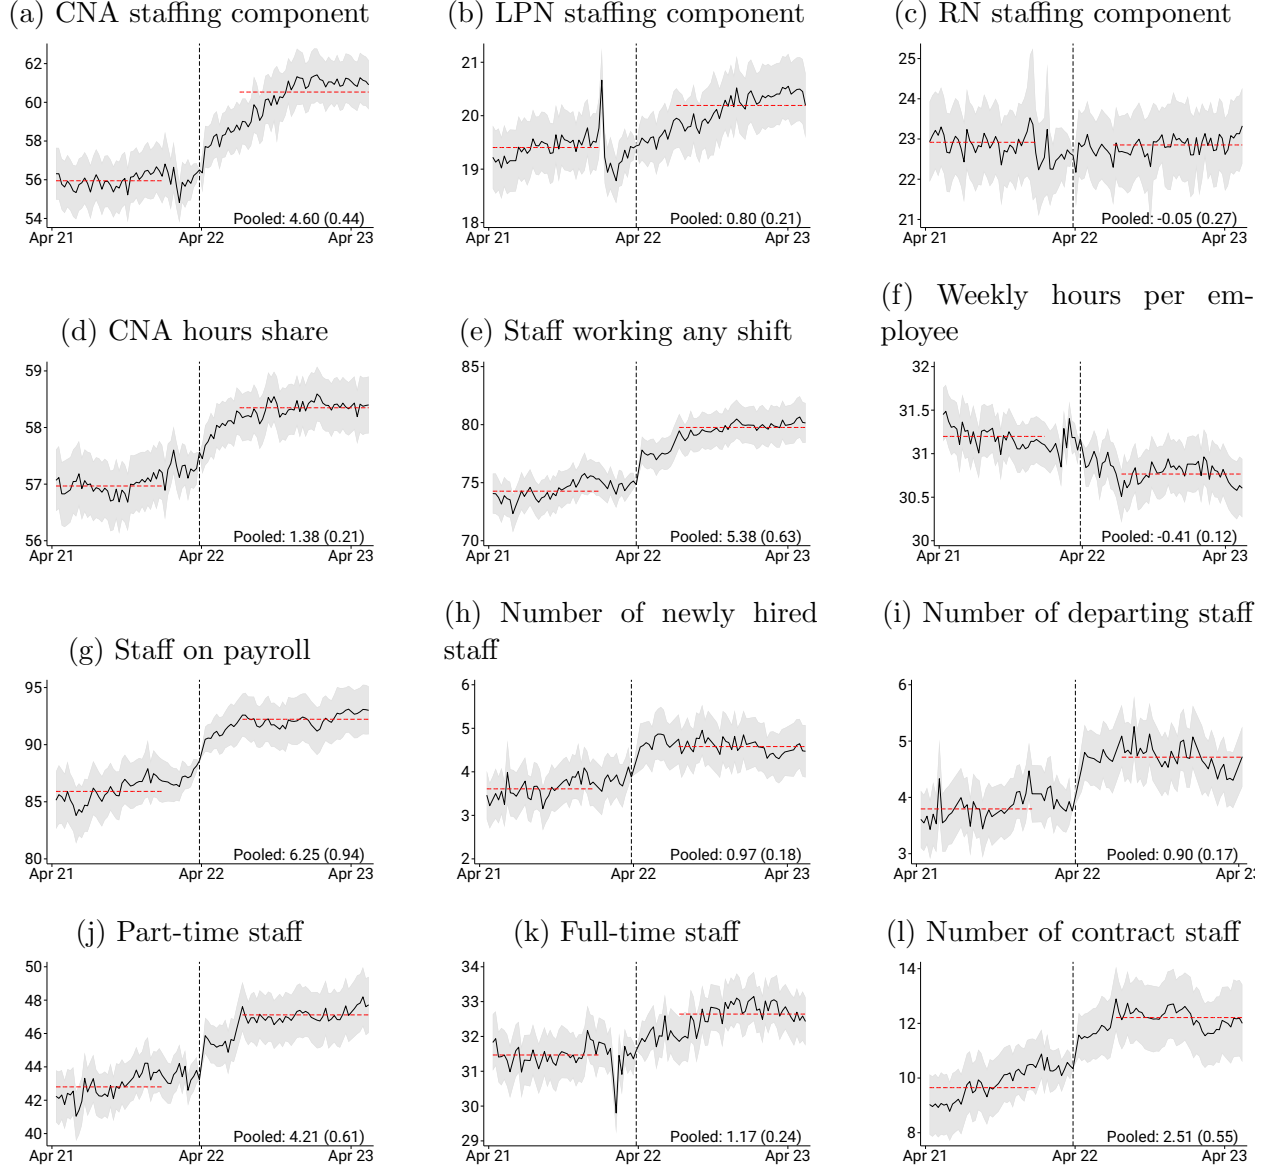 (a) CNA staffing component
(b) LPN staffing component
(c) RN staffing component
62
60
58
56
54
Pooled: 4.60 (0.44)
Apr 21
Apr 22
Apr 23
21
20
19
18
Pooled: 0.80 (0.21)
Apr 21
Apr 22
Apr 23
25
24
23
22
21
Pooled: -0.05 (0.27)
Apr 21
Apr 22
Apr 23
(d) CNA hours share
(e) Staff working any shift
(f) Weekly hours per em-
ployee
59
58
57
56
Pooled: 1.38 (0.21)
Apr 21
Apr 22
Apr 23
85
80
75
70
Pooled: 5.38 (0.63)
Apr 21
Apr 22
Apr 23
32
31.5
31
30.5
30
Pooled: -0.41 (0.12)
Apr 21
Apr 22
Apr 23
(g) Staff on payroll
(h) Number of newly hired
staff
(i) Number of departing staff
95
90
85
80
Pooled: 6.25 (0.94)
Apr 21
Apr 22
Apr 23
6
5
4
3
2
Pooled: 0.97 (0.18)
Apr 21
Apr 22
Apr 23
6
5
4
3
Pooled: 0.90 (0.17)
Apr 21
Apr 22
Apr 23
(j) Part-time staff
(k) Full-time staff
(l) Number of contract staff
50
48
46
44
42
40
Pooled: 4.21 (0.61)
Apr 21
Apr 22
Apr 23
34
33
32
31
30
29
Pooled: 1.17 (0.24)
Apr 21
Apr 22
Apr 23
14
12
10
8
Pooled: 2.51 (0.55)
Apr 21
Apr 22
Apr 23